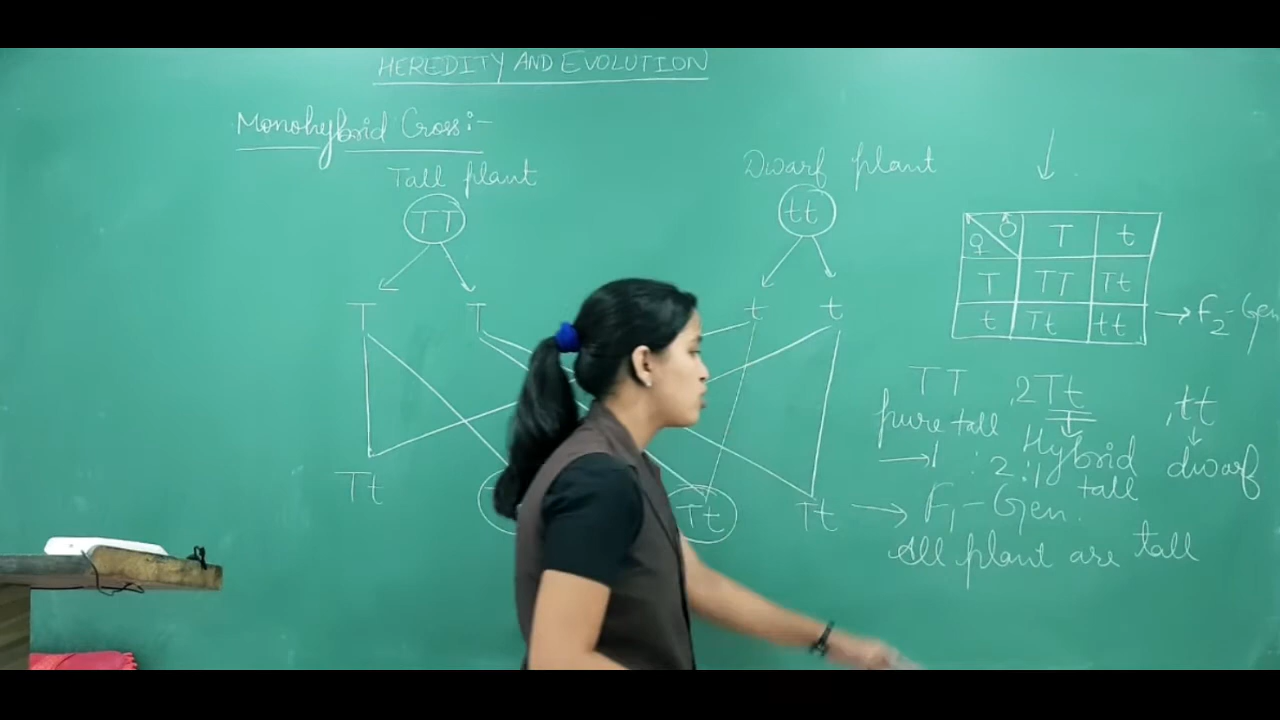 HEREDITY AND EVOLUTION
Monohybrid Cross:-
Tall plant
Dwarf plant
TT
tt
T
T
t
t
Tt
Tt
Tt
♀ ♂ T t
T TT Tt
t Tt tt
→ F2-Gen
TT , 2Tt , tt
pure tall Hybrid tall dwarf
→ 1 : 2 : 1
→ F1-Gen.
All plant are tall